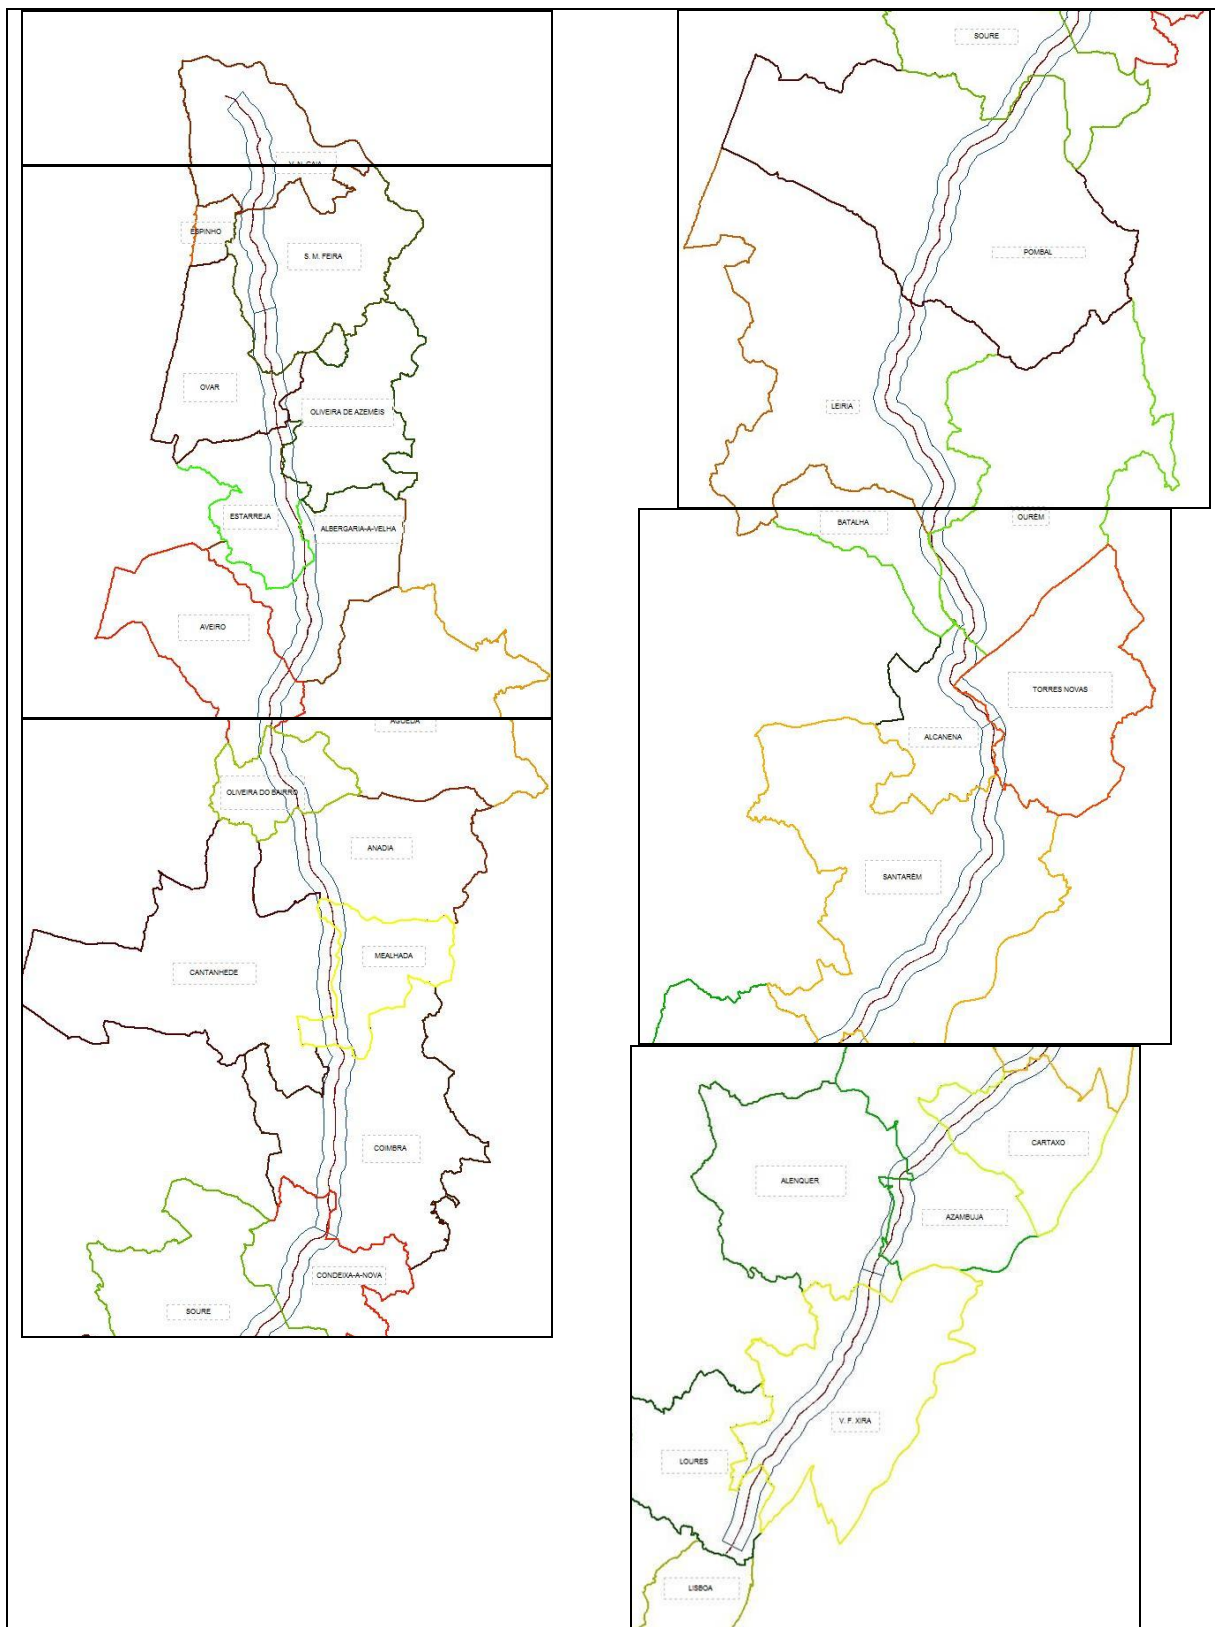 V. N. GAIA
ESPINHO
S. M. FEIRA
OVAR
OLIVEIRA DE AZEMÉIS
ESTARREJA
ALBERGARIA-A-VELHA
AVEIRO
ÁGUEDA
OLIVEIRA DO BAIRRO
ANADIA
MEALHADA
CANTANHEDE
COIMBRA
CONDEIXA-A-NOVA
SOURE
SOURE
POMBAL
LEIRIA
BATALHA
OURÉM
TORRES NOVAS
ALCANENA
SANTARÉM
CARTAXO
ALENQUER
AZAMBUJA
V. F. XIRA
LOURES
LISBOA